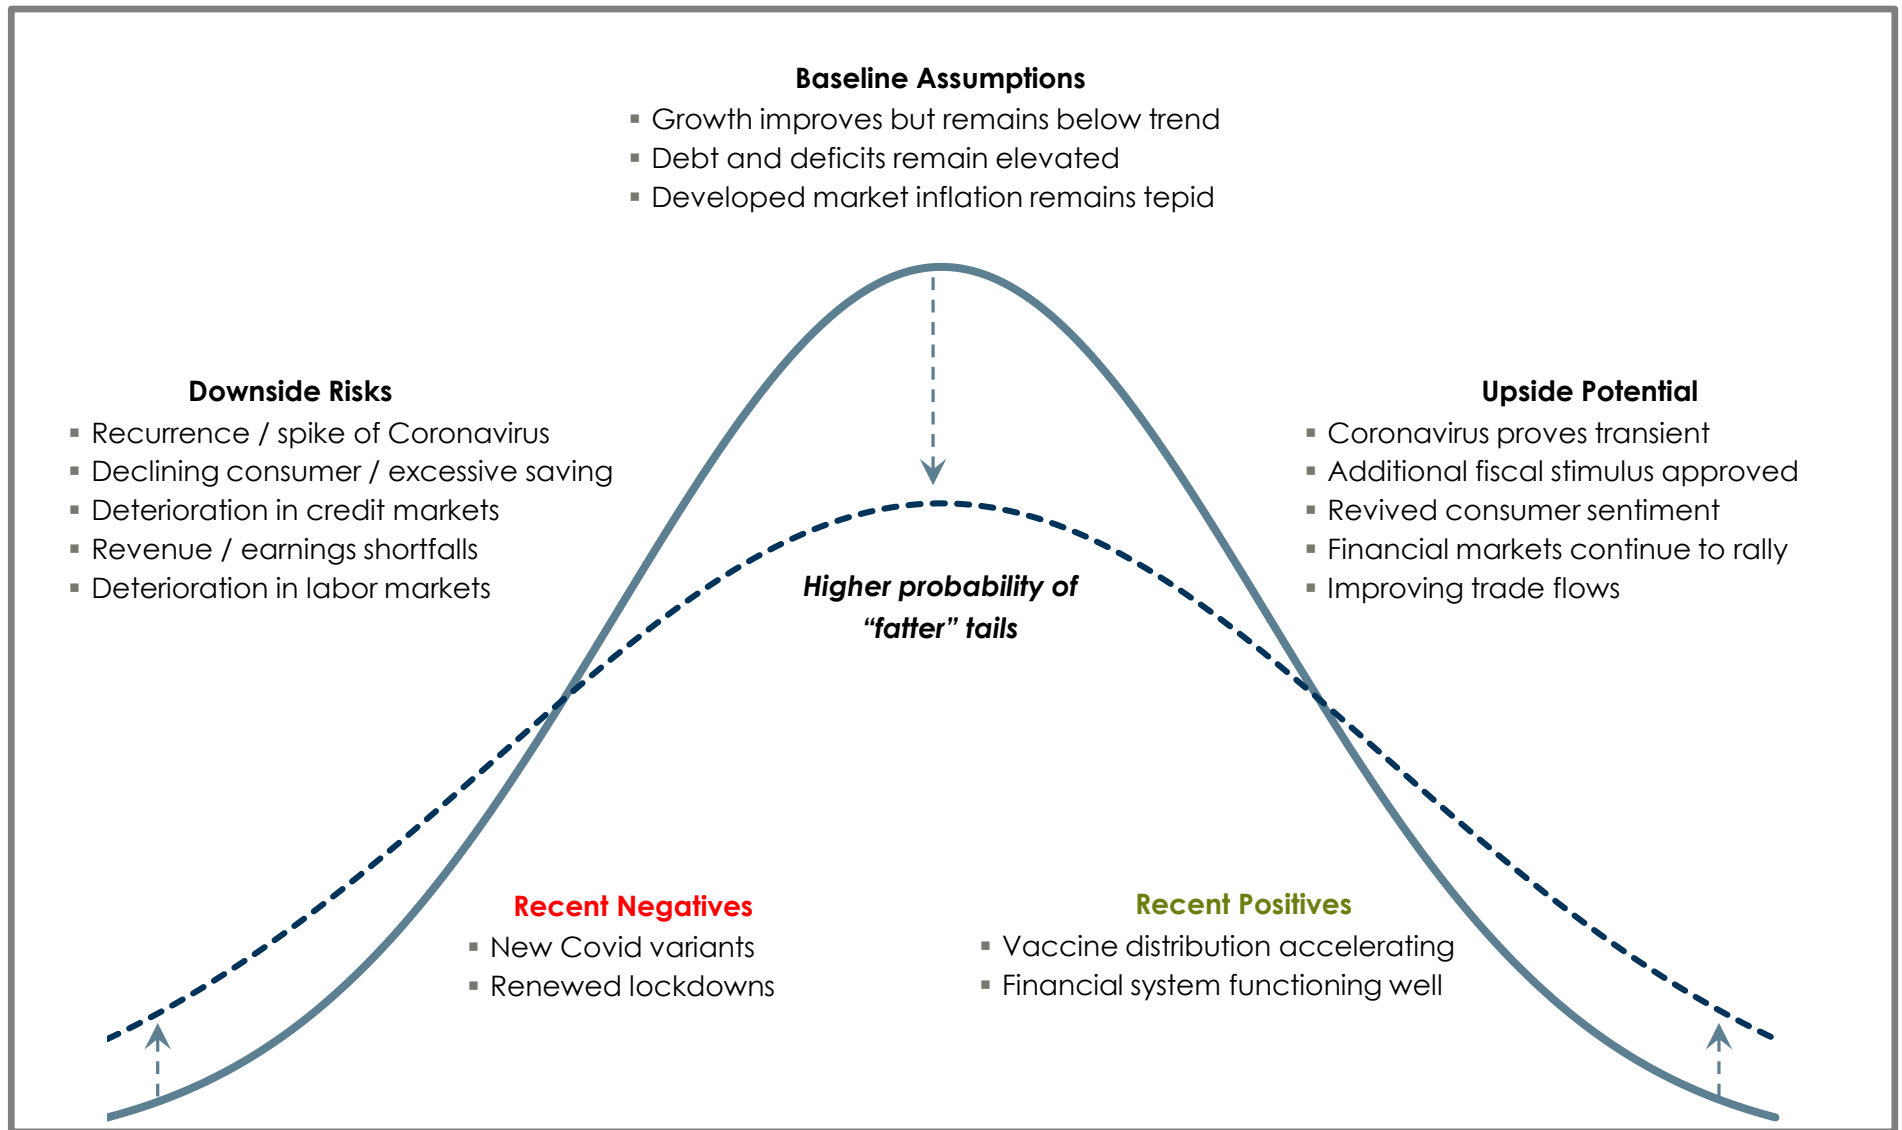 Baseline Assumptions
▪ Growth improves but remains below trend
▪ Debt and deficits remain elevated
▪ Developed market inflation remains tepid
Downside Risks
▪ Recurrence / spike of Coronavirus
▪ Declining consumer / excessive saving
▪ Deterioration in credit markets
▪ Revenue / earnings shortfalls
▪ Deterioration in labor markets
Upside Potential
▪ Coronavirus proves transient
▪ Additional fiscal stimulus approved
▪ Revived consumer sentiment
▪ Financial markets continue to rally
▪ Improving trade flows
Higher probability of
“fatter” tails
Recent Negatives
▪ New Covid variants
▪ Renewed lockdowns
Recent Positives
▪ Vaccine distribution accelerating
▪ Financial system functioning well